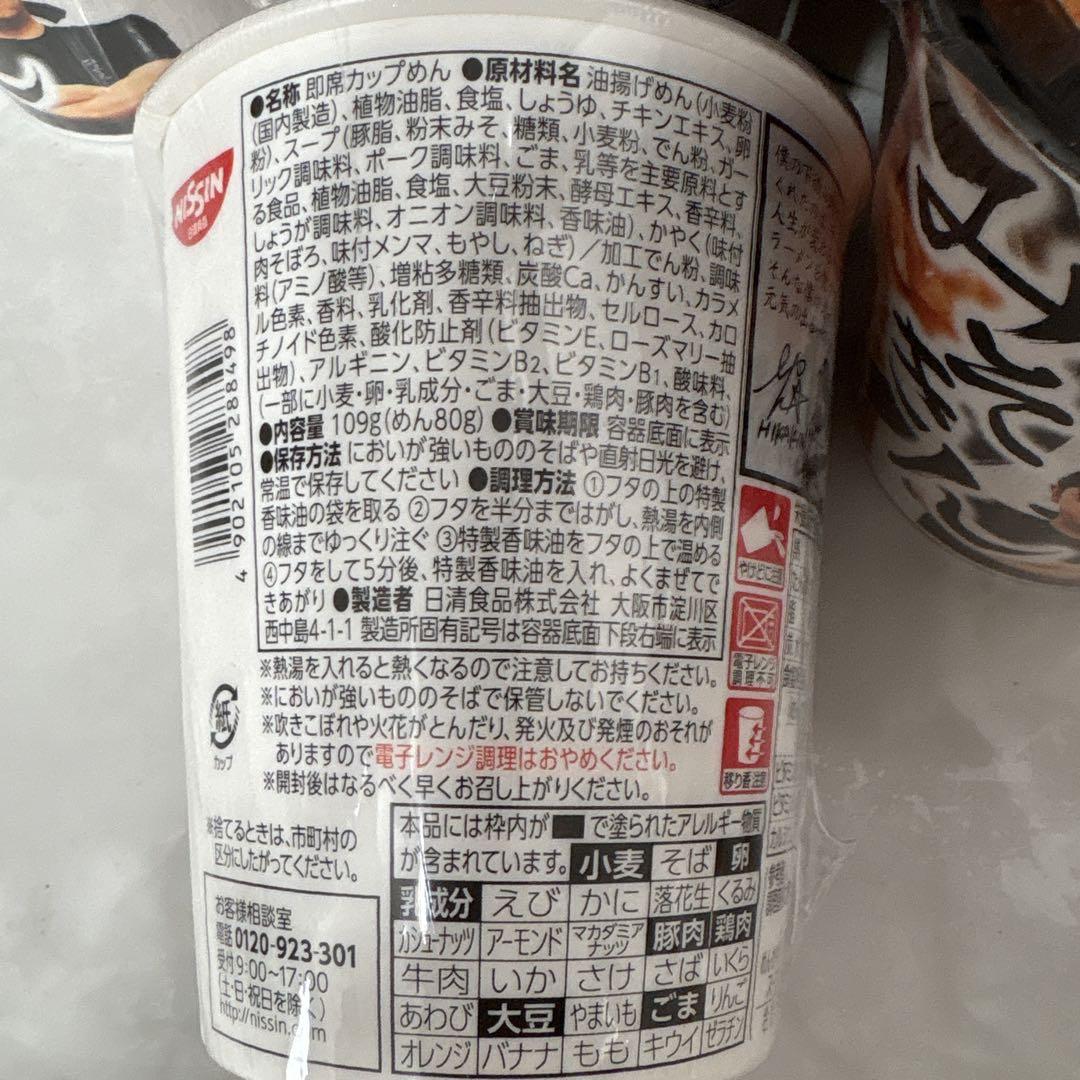 NISSIN
日清食品
●名称 即席カップめん ●原材料名 油揚げめん(小麦粉
(国内製造)、植物油脂、食塩、しょうゆ、チキンエキス、卵
粉)、スープ(豚脂、粉末みそ、糖類、小麦粉、でん粉、ガー
リック調味料、ポーク調味料、ごま、乳等を主要原料とす
る食品、植物油脂、食塩、大豆粉末、酵母エキス、香辛料、
しょうが調味料、オニオン調味料、香味油)、かやく(味付
肉そぼろ、味付メンマ、もやし、ねぎ)/加工でん粉、調味
料(アミノ酸等)、増粘多糖類、炭酸Ca、かんすい、カラメ
ル色素、香料、乳化剤、香辛料抽出物、セルロース、カロ
チノイド色素、酸化防止剤(ビタミンE、ローズマリー抽
出物)、アルギニン、ビタミンB2、ビタミンB1、酸味料、
(一部に小麦・卵・乳成分・ごま・大豆・鶏肉・豚肉を含む)
●内容量 109g(めん80g) ●賞味期限 容器底面に表示
●保存方法 においが強いもののそばや直射日光を避け、
常温で保存してください ●調理方法 ①フタの上の特製
香味油の袋を取る ②フタを半分まではがし、熱湯を内側
の線までゆっくり注ぐ ③特製香味油をフタの上で温める
④フタをして5分後、特製香味油を入れ、よくまぜてで
きあがり ●製造者 日清食品株式会社 大阪市淀川区
西中島4-1-1 製造所固有記号は容器底面下段右端に表示
※熱湯を入れると熱くなるので注意してお持ちください。
※においが強いもののそばで保管しないでください。
※吹きこぼれや火花がとんだり、発火及び発煙のおそれが
ありますので電子レンジ調理はおやめください。
※開封後はなるべく早くお召し上がりください。
4 902105 288498
紙
カップ
※捨てるときは、市町村の
区分にしたがってください。
お客様相談室
電話 0120-923-301
受付 9:00~17:00
(土・日・祝日を除く)
http://nissin.com
本品には枠内が■で塗られたアレルギー物質
が含まれています。 小麦 そば 卵
乳成分 えび かに 落花生 くるみ
カシューナッツ アーモンド マカダミアナッツ 豚肉 鶏肉
牛肉 いか さけ さば いくら
あわび 大豆 やまいも ごま りんご
オレンジ バナナ もも キウイ ゼラチン
やけどに注意
電子レンジ
調理不可
移り香注意